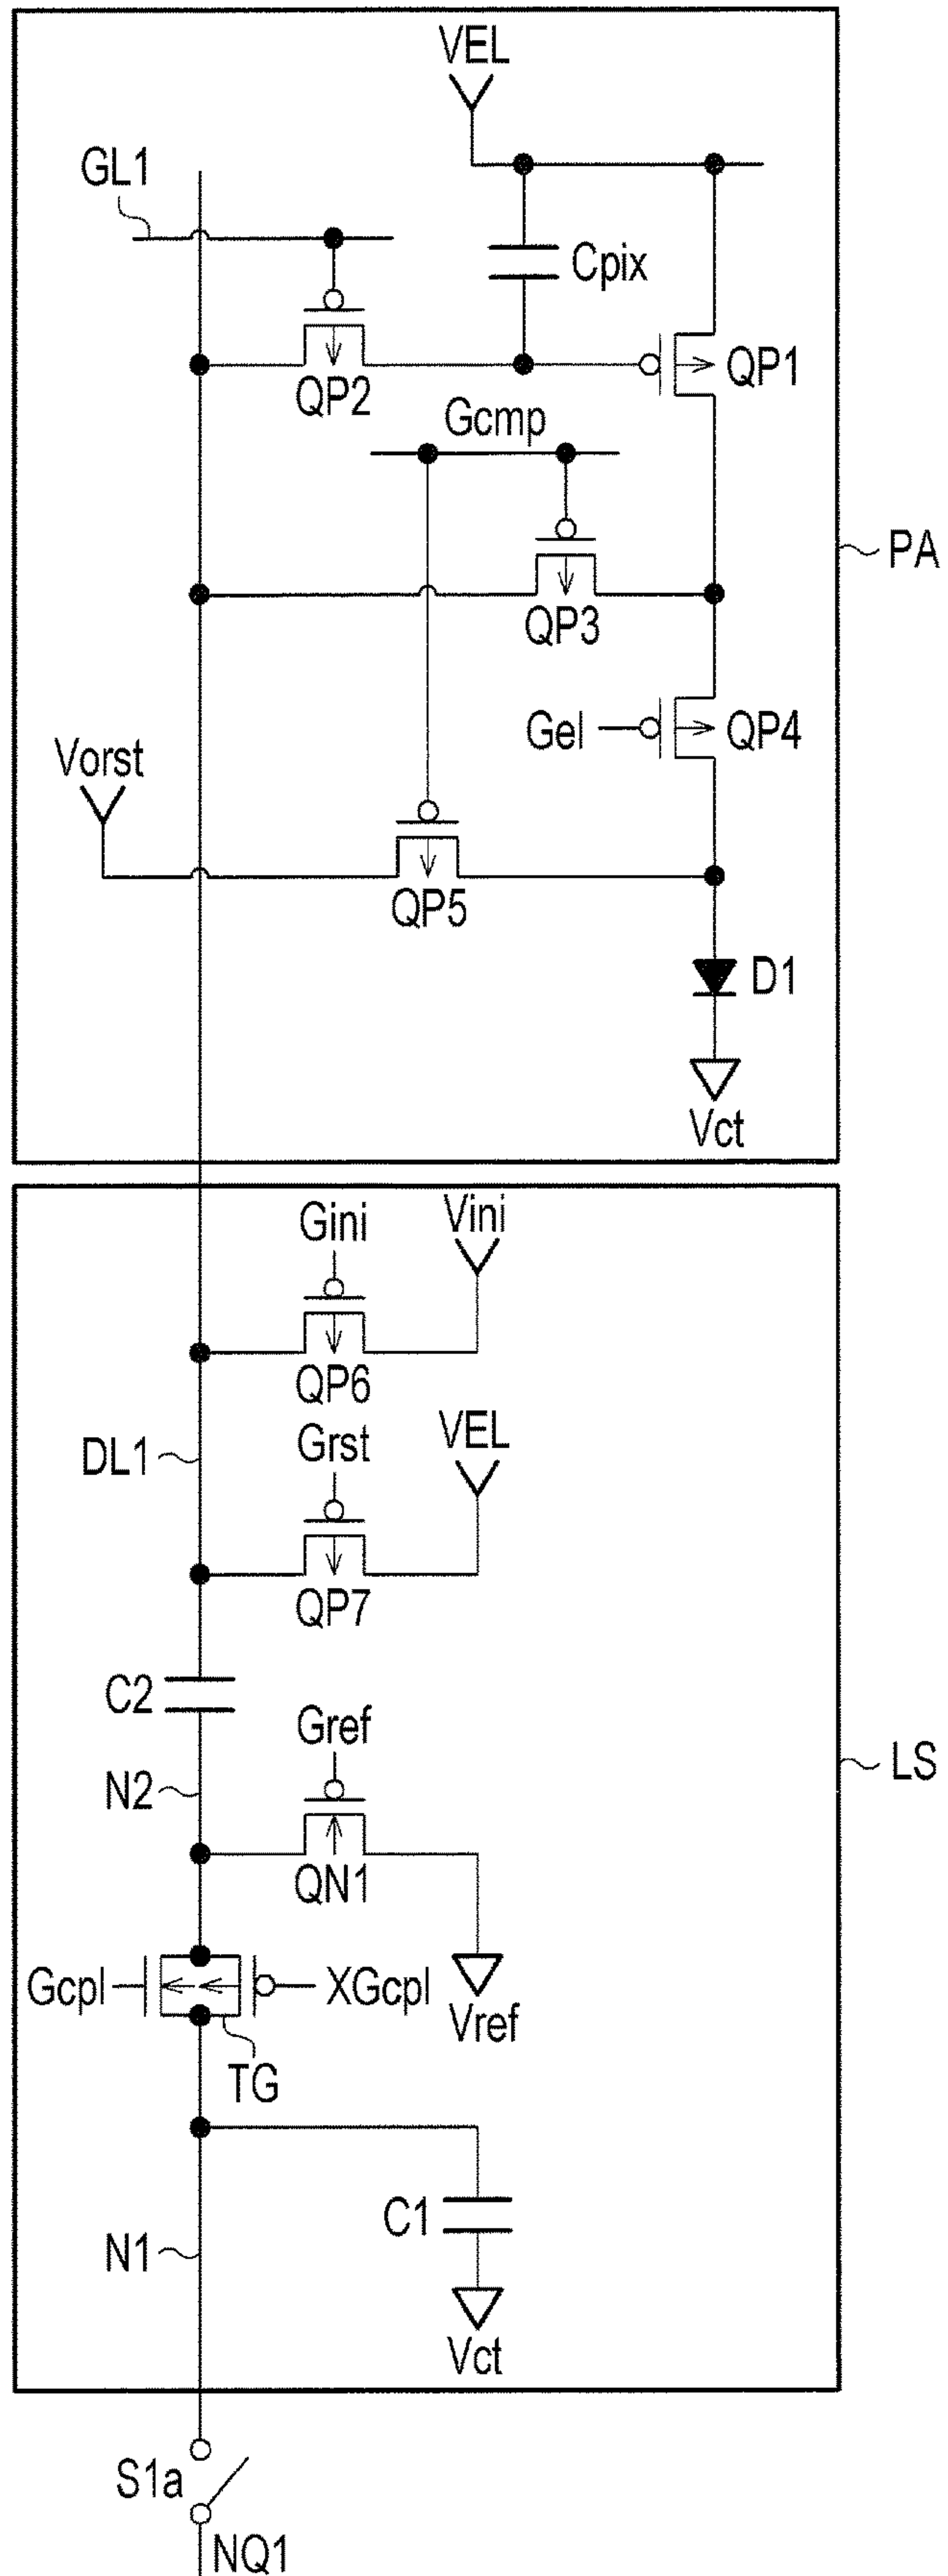 VEL
GL1
Cpix
QP2
QP1
Gcmp
PA
QP3
Gel
QP4
Vorst
QP5
D1
Vct
Gini
Vini
QP6
DL1
Grst
VEL
QP7
C2
Gref
N2
LS
QN1
Gcpl
XGcpl
Vref
TG
C1
N1
Vct
S1a
NQ1